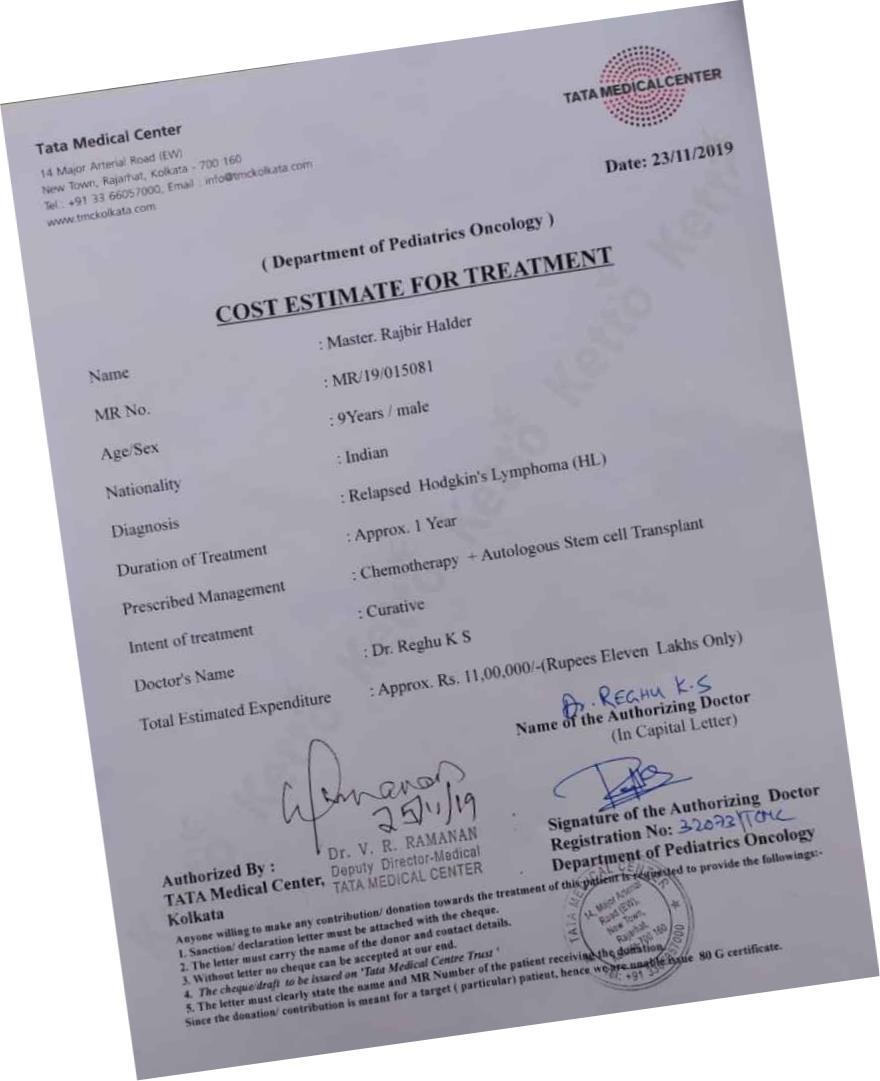 TATA MEDICAL CENTER
Tata Medical Center
14 Major Arterial Road (EW)
New Town, Rajarhat, Kolkata - 700 160
Tel.: +91 33 66057000, Email : info@tmckolkata.com
www.tmckolkata.com
Date: 23/11/2019
( Department of Pediatrics Oncology )
COST ESTIMATE FOR TREATMENT
Name : Master. Rajbir Halder
MR No. : MR/19/015081
Age/Sex : 9Years / male
Nationality : Indian
Diagnosis : Relapsed Hodgkin's Lymphoma (HL)
Duration of Treatment : Approx. 1 Year
Prescribed Management : Chemotherapy + Autologous Stem cell Transplant
Intent of treatment : Curative
Doctor's Name : Dr. Reghu K S
Total Estimated Expenditure : Approx. Rs. 11,00,000/-(Rupees Eleven Lakhs Only)
Dr. REGHU K.S
Name of the Authorizing Doctor
(In Capital Letter)
Ramanan
25/11/19
Signature of the Authorizing Doctor
Registration No: 32073/TCMC
Department of Pediatrics Oncology
Dr. V. R. RAMANAN
Deputy Director-Medical
TATA MEDICAL CENTER
Authorized By :
TATA Medical Center,
Kolkata
Anyone willing to make any contribution/ donation towards the treatment of this patient is requested to provide the followings:-
1. Sanction/ declaration letter must be attached with the cheque.
2. The letter must carry the name of the donor and contact details.
3. Without letter no cheque can be accepted at our end.
4. The cheque/draft to be issued on 'Tata Medical Centre Trust '
5. The letter must clearly state the name and MR Number of the patient receiving the donation.
Since the donation/ contribution is meant for a target ( particular) patient, hence we are unable issue 80 G certificate.
TATA MEDICAL CENTER
14, Major Arterial
Road (EW),
New Town,
Rajarhat,
700 160
Ketto Ketto Ketto Ketto Ketto